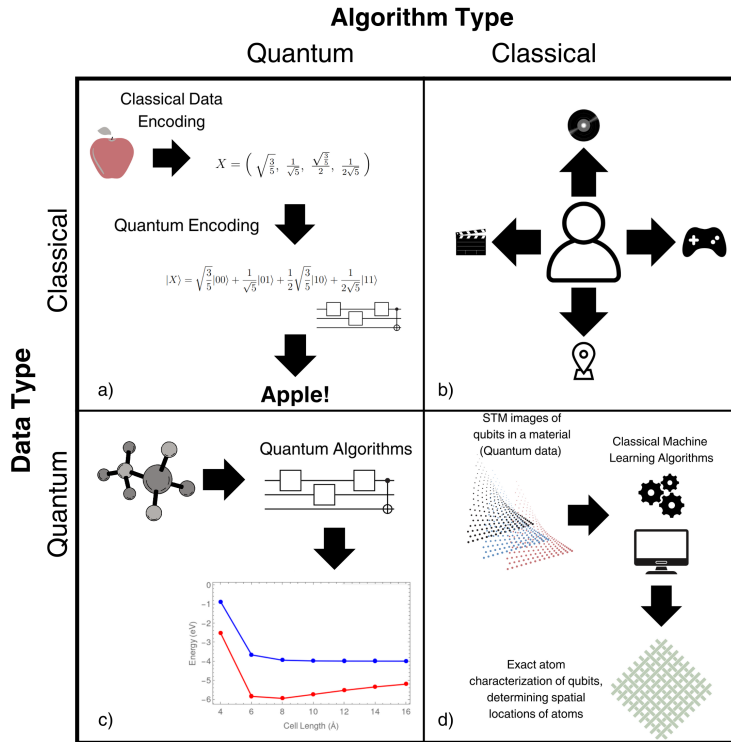 Algorithm Type
Quantum
Classical
Data Type
Classical
Quantum
Classical Data
Encoding
X = ( √(3/5), 1/√5, √(3/5)/2, 1/(2√5) )
Quantum Encoding
|X⟩ = √(3/5)|00⟩ + 1/√5|01⟩ + 1/2√(3/5)|10⟩ + 1/(2√5)|11⟩
Apple!
a)
b)
Quantum Algorithms
Energy (eV)
0
−1
−2
−3
−4
−5
−6
4 6 8 10 12 14 16
Cell Length (Å)
c)
STM images of
qubits in a material
(Quantum data)
Classical Machine
Learning Algorithms
Exact atom
characterization of qubits,
determining spatial
locations of atoms
d)